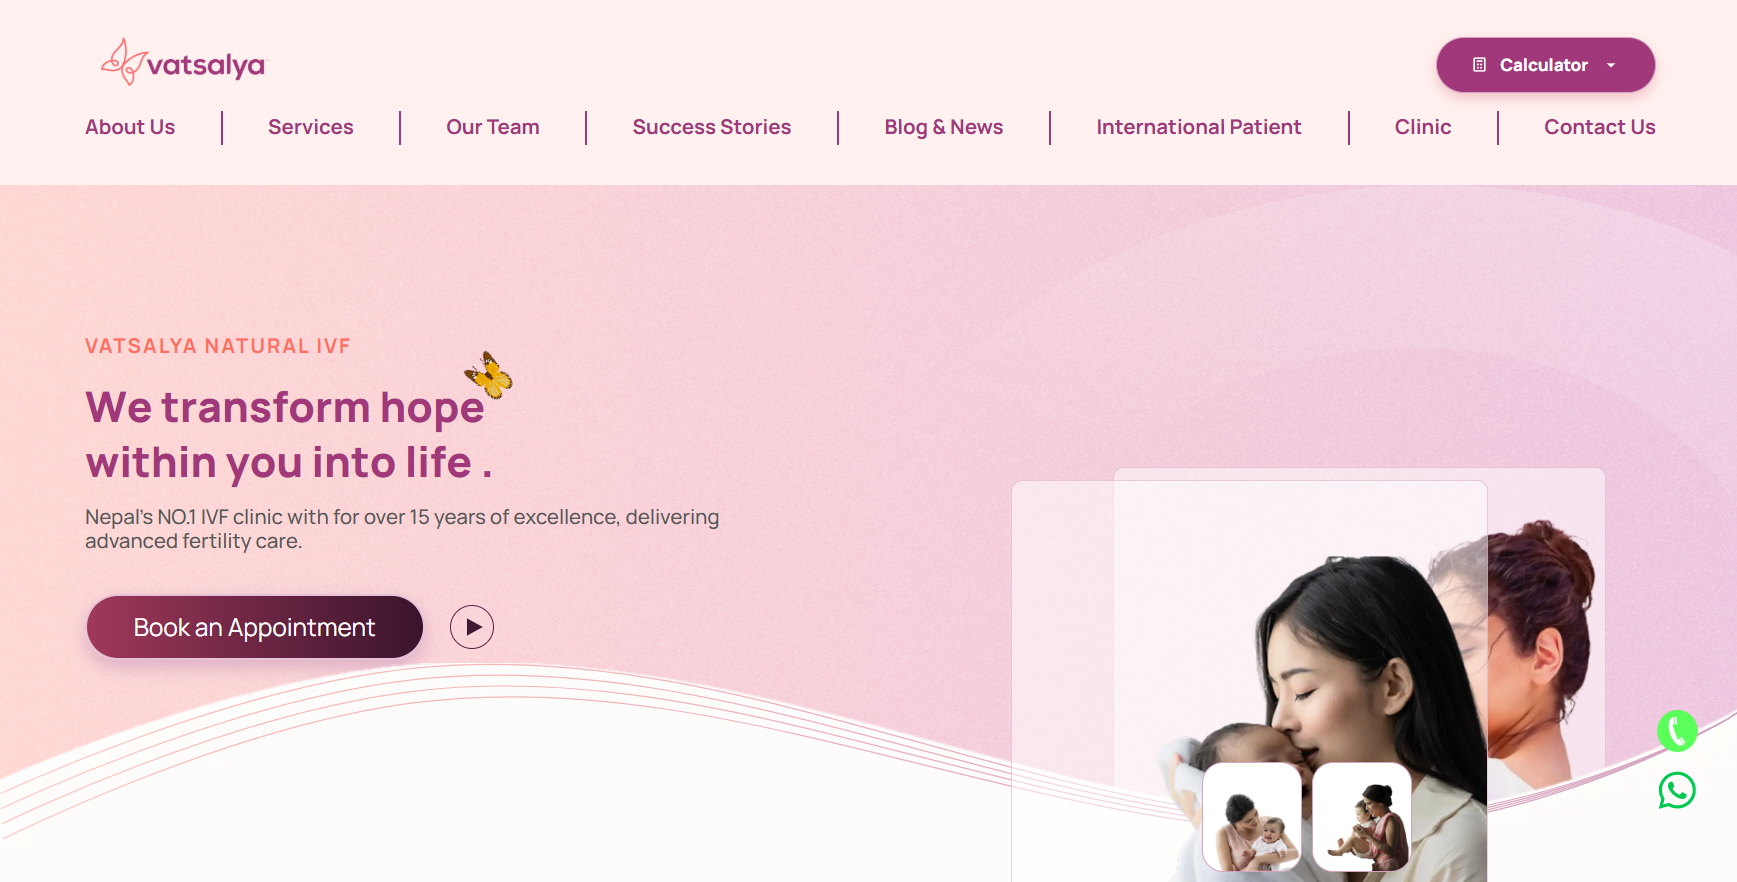 vatsalya
Calculator
About Us
Services
Our Team
Success Stories
Blog & News
International Patient
Clinic
Contact Us
VATSALYA NATURAL IVF
We transform hope
within you into life .
Nepal's NO.1 IVF clinic with for over 15 years of excellence, delivering
advanced fertility care.
Book an Appointment